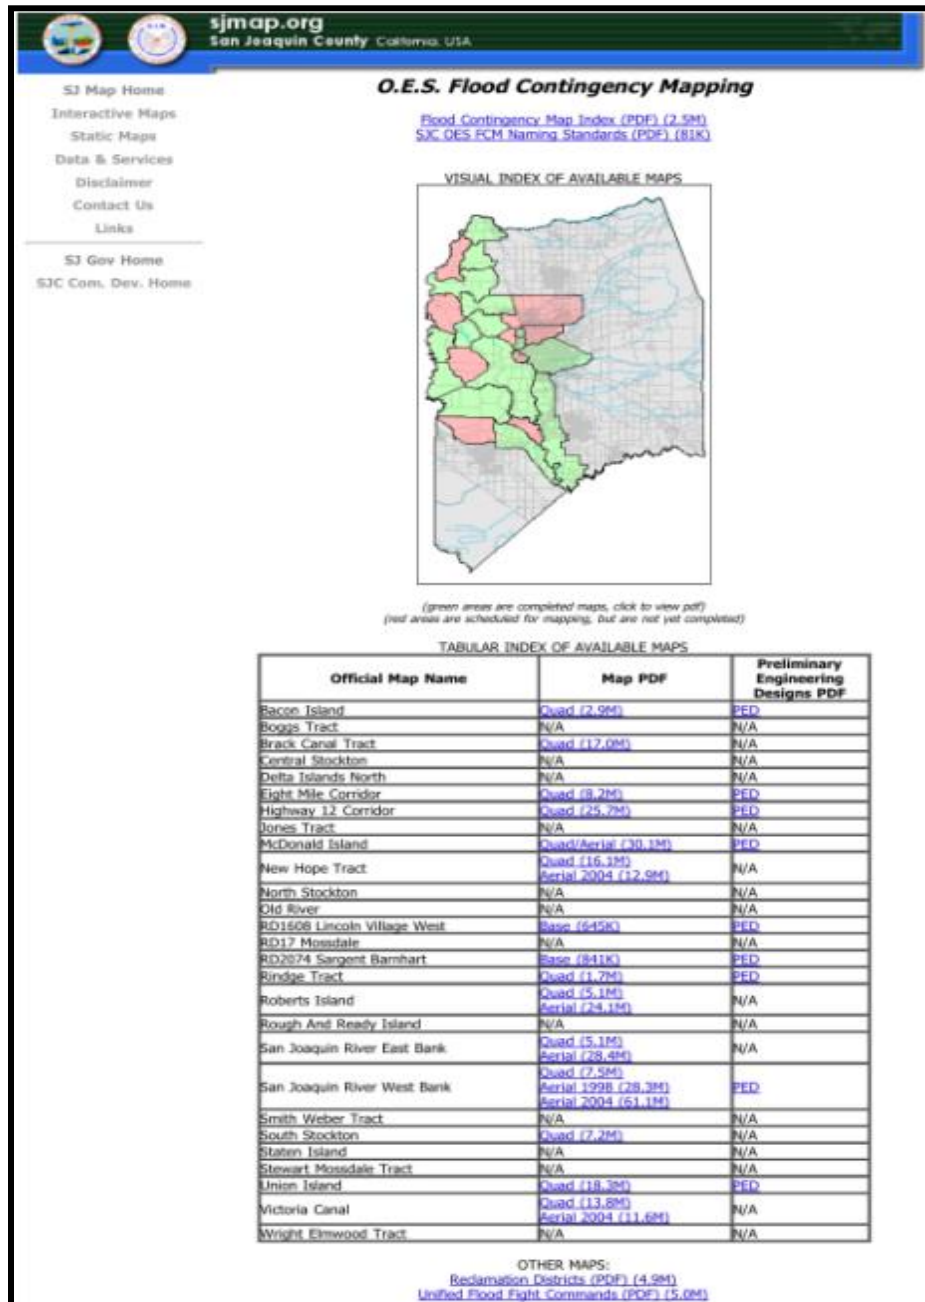 sjmap.org
San Joaquin County California, USA
SJ Map Home
Interactive Maps
Static Maps
Data & Services
Disclaimer
Contact Us
Links
SJ Gov Home
SJC Com. Dev. Home
O.E.S. Flood Contingency Mapping
Flood Contingency Map Index (PDF) (2.5M)
SJC OES FCM Naming Standards (PDF) (81K)
VISUAL INDEX OF AVAILABLE MAPS
(green areas are completed maps, click to view pdf)
(red areas are scheduled for mapping, but are not yet completed)
TABULAR INDEX OF AVAILABLE MAPS
Official Map Name Map PDF Preliminary Engineering Designs PDF
Bacon Island Quad (2.9M) PED
Boggs Tract N/A N/A
Brack Canal Tract Quad (17.0M) N/A
Central Stockton N/A N/A
Delta Islands North N/A N/A
Eight Mile Corridor Quad (8.2M) PED
Highway 12 Corridor Quad (25.7M) PED
Jones Tract N/A N/A
McDonald Island Quad/Aerial (30.1M) PED
New Hope Tract Quad (16.1M) N/A
Aerial 2004 (12.9M)
North Stockton N/A N/A
Old River N/A N/A
RD1608 Lincoln Village West Base (645K) PED
RD17 Mossdale N/A N/A
RD2074 Sargent Barnhart Base (841K) PED
Rindge Tract Quad (1.7M) PED
Roberts Island Quad (5.1M) N/A
Aerial (24.1M)
Rough And Ready Island N/A N/A
San Joaquin River East Bank Quad (5.1M) N/A
Aerial (28.4M)
San Joaquin River West Bank Quad (7.5M) PED
Aerial 1998 (28.3M)
Aerial 2004 (61.1M)
Smith Weber Tract N/A N/A
South Stockton Quad (7.2M) N/A
Staten Island N/A N/A
Stewart Mossdale Tract N/A N/A
Union Island Quad (18.3M) PED
Victoria Canal Quad (13.8M) N/A
Aerial 2004 (11.6M)
Wright Elmwood Tract N/A N/A
OTHER MAPS:
Reclamation Districts (PDF) (4.9M)
Unified Flood Fight Commands (PDF) (5.0M)